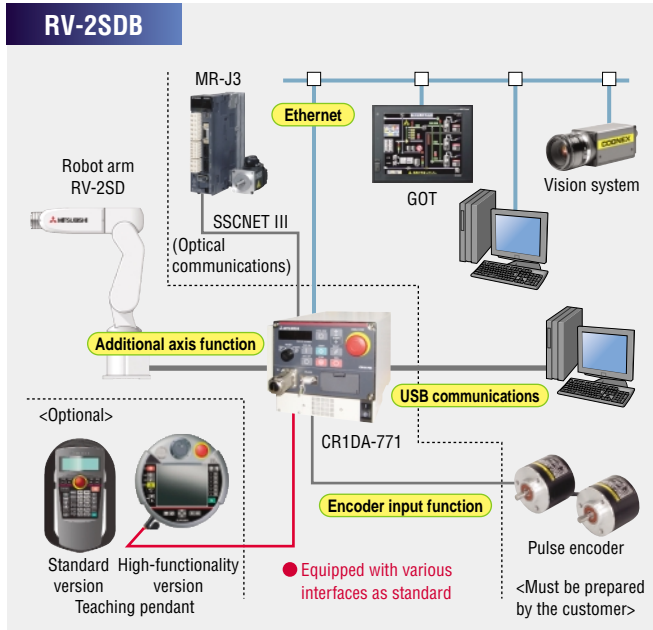 RV-2SDB
MR-J3
Ethernet
Robot arm
RV-2SD
MITSUBISHI
GOT
COGNEX
Vision system
SSCNET III
(Optical
communications)
Additional axis function
USB communications
<Optional>
CR1DA-771
Encoder input function
Standard
version
High-functionality
version
Teaching pendant
● Equipped with various
interfaces as standard
Pulse encoder
<Must be prepared
by the customer>